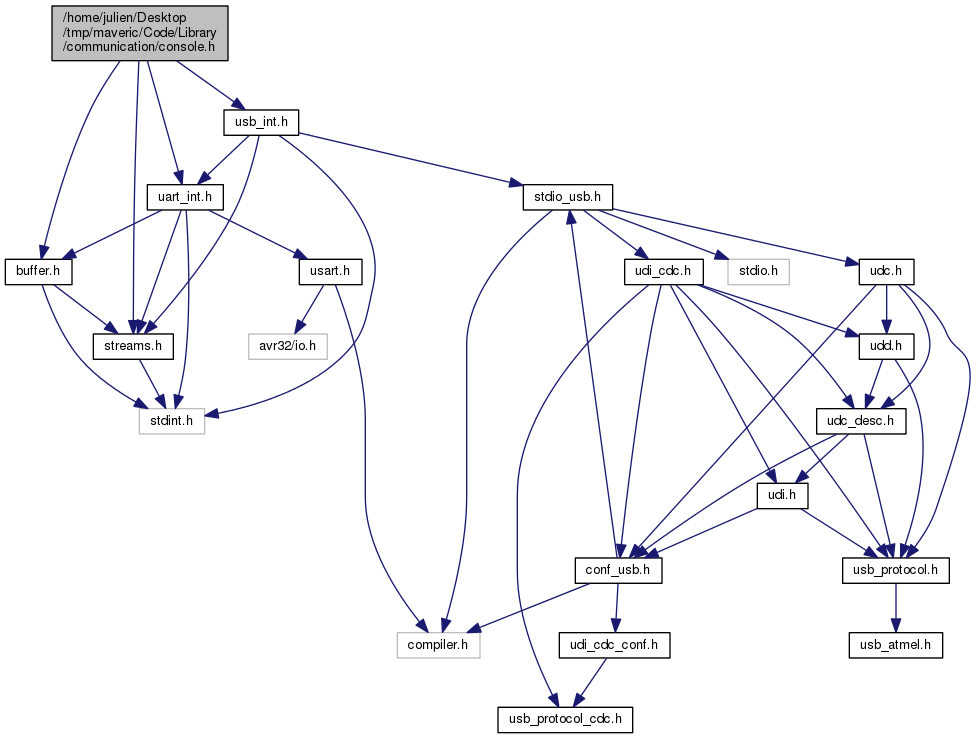 /home/julien/Desktop
/tmp/maveric/Code/Library
/communication/console.h
usb_int.h
uart_int.h
stdio_usb.h
buffer.h
usart.h
udi_cdc.h
stdio.h
udc.h
streams.h
avr32/io.h
udd.h
stdint.h
udc_desc.h
udi.h
conf_usb.h
usb_protocol.h
compiler.h
udi_cdc_conf.h
usb_atmel.h
usb_protocol_cdc.h